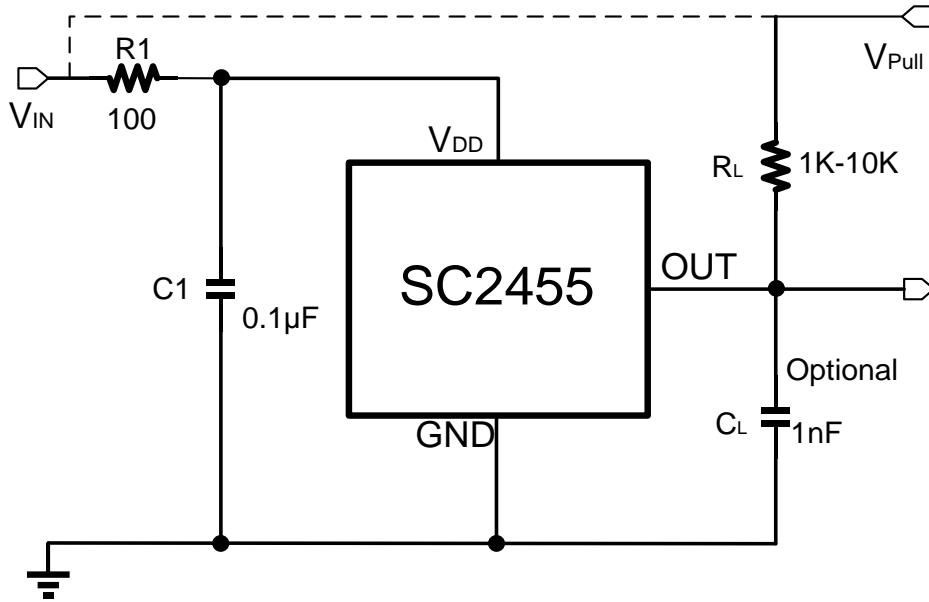 R1
VPull
VIN
100
VDD
RL
1K-10K
SC2455
OUT
C1
0.1µF
Optional
GND
CL
1nF